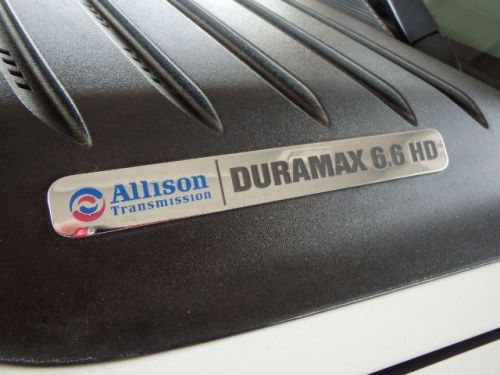 Allison
Transmission
DURAMAX 6.6 HD